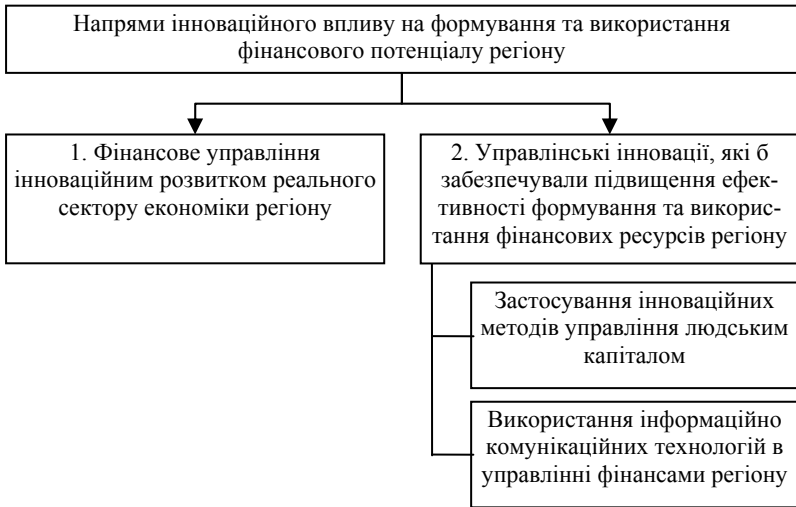 Напрями інноваційного впливу на формування та використання
фінансового потенціалу регіону
1. Фінансове управління
інноваційним розвитком реального
сектору економіки регіону
2. Управлінські інновації, які б
забезпечували підвищення ефек-
тивності формування та викорис-
тання фінансових ресурсів регіону
Застосування інноваційних
методів управління людським
капіталом
Використання інформаційно
комунікаційних технологій в
управлінні фінансами регіону